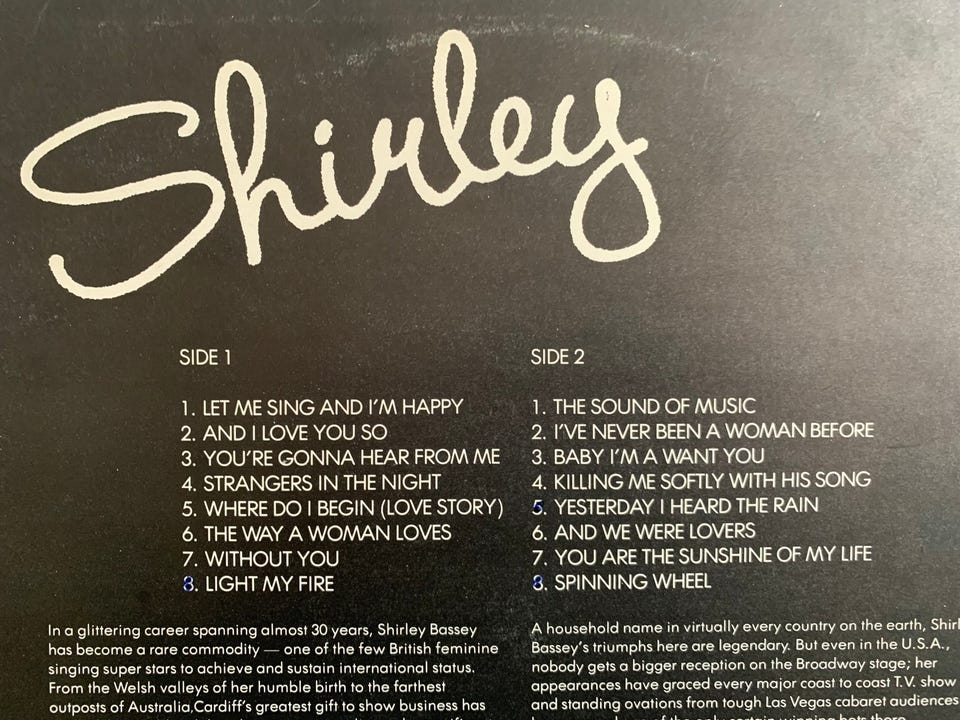 Shirley
SIDE 1
1. LET ME SING AND I'M HAPPY
2. AND I LOVE YOU SO
3. YOU'RE GONNA HEAR FROM ME
4. STRANGERS IN THE NIGHT
5. WHERE DO I BEGIN (LOVE STORY)
6. THE WAY A WOMAN LOVES
7. WITHOUT YOU
8. LIGHT MY FIRE
SIDE 2
1. THE SOUND OF MUSIC
2. I'VE NEVER BEEN A WOMAN BEFORE
3. BABY I'M A WANT YOU
4. KILLING ME SOFTLY WITH HIS SONG
5. YESTERDAY I HEARD THE RAIN
6. AND WE WERE LOVERS
7. YOU ARE THE SUNSHINE OF MY LIFE
8. SPINNING WHEEL
In a glittering career spanning almost 30 years, Shirley Bassey
has become a rare commodity — one of the few British feminine
singing super stars to achieve and sustain international status.
From the Welsh valleys of her humble birth to the farthest
outposts of Australia,Cardiff's greatest gift to show business has
A household name in virtually every country on the earth, Shirl
Bassey's triumphs here are legendary. But even in the U.S.A.,
nobody gets a bigger reception on the Broadway stage; her
appearances have graced every major coast to coast T.V. show
and standing ovations from tough Las Vegas cabaret audiences